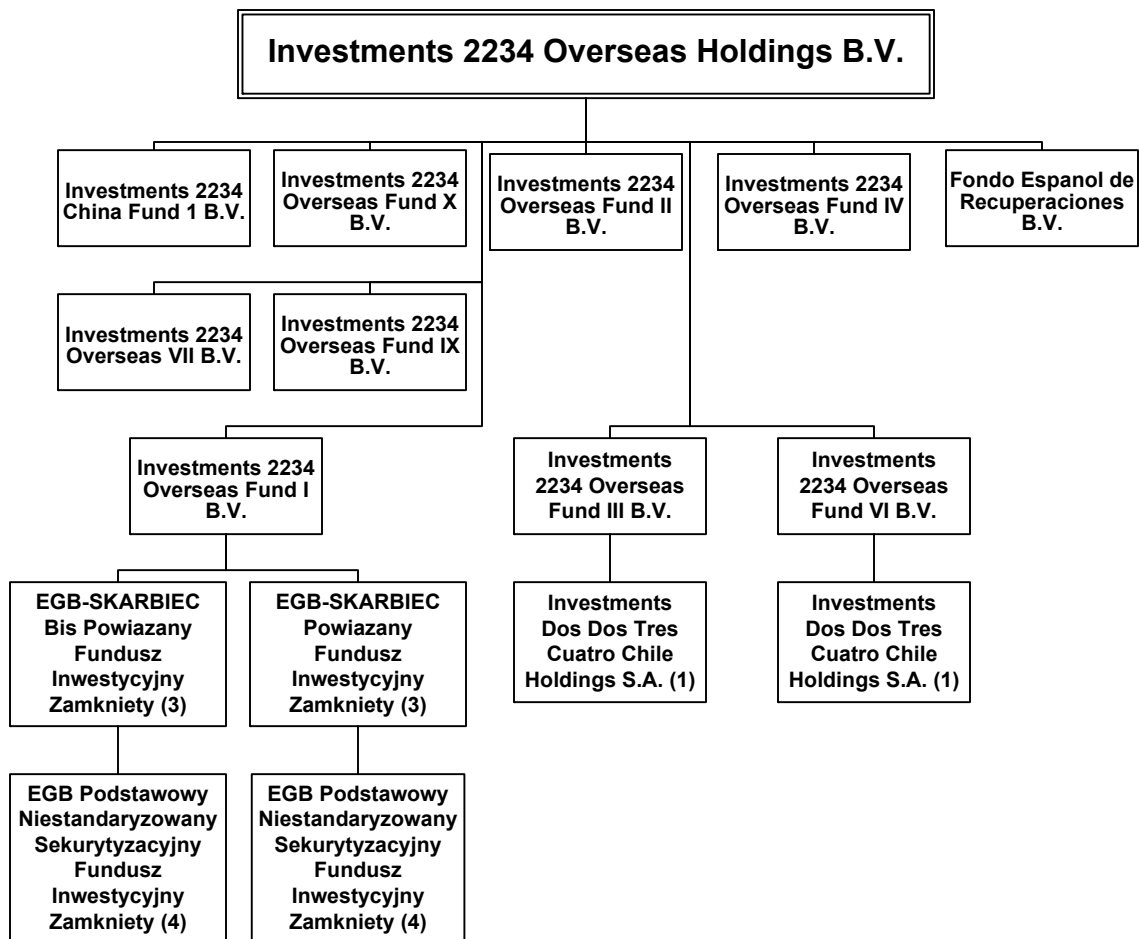 Investments 2234 Overseas Holdings B.V.
Investments 2234
China Fund 1 B.V.
Investments 2234
Overseas Fund X
B.V.
Investments 2234
Overseas Fund II
B.V.
Investments 2234
Overseas Fund IV
B.V.
Fondo Espanol de
Recuperaciones
B.V.
Investments 2234
Overseas VII B.V.
Investments 2234
Overseas Fund IX
B.V.
Investments 2234
Overseas Fund I
B.V.
Investments
2234 Overseas
Fund III B.V.
Investments
2234 Overseas
Fund VI B.V.
EGB-SKARBIEC
Bis Powiazany
Fundusz
Inwestycyjny
Zamkniety (3)
EGB-SKARBIEC
Powiazany
Fundusz
Inwestycyjny
Zamkniety (3)
Investments
Dos Dos Tres
Cuatro Chile
Holdings S.A. (1)
Investments
Dos Dos Tres
Cuatro Chile
Holdings S.A. (1)
EGB Podstawowy
Niestandaryzowany
Sekurytyzacyjny
Fundusz
Inwestycyjny
Zamkniety (4)
EGB Podstawowy
Niestandaryzowany
Sekurytyzacyjny
Fundusz
Inwestycyjny
Zamkniety (4)